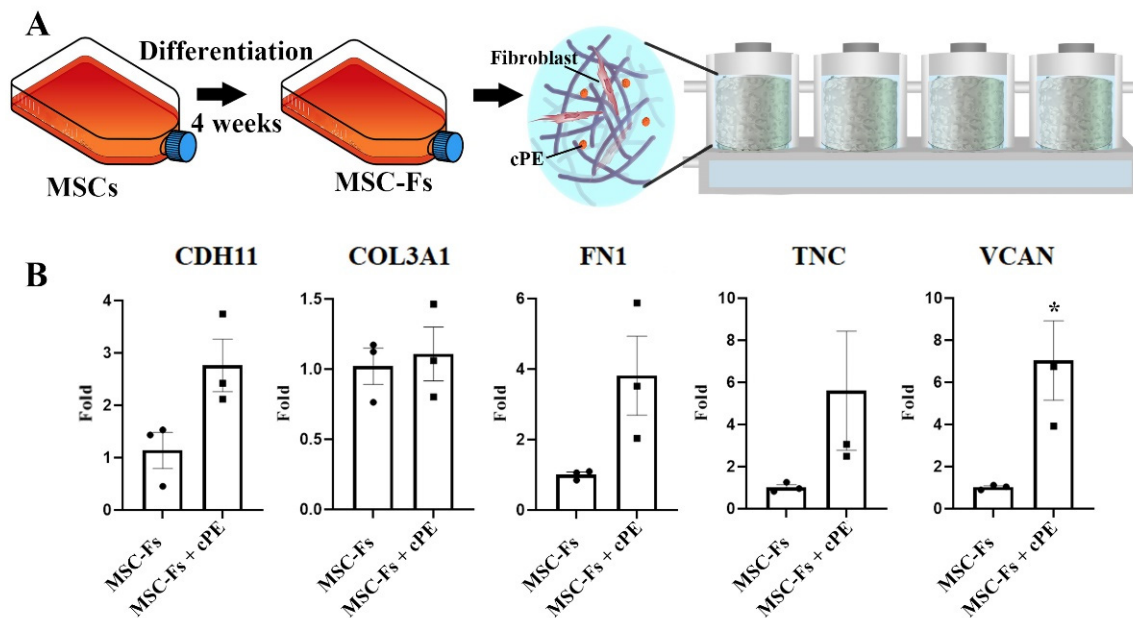 A
Differentiation
4 weeks
MSCs
MSC-Fs
Fibroblast
cPE
B
CDH11
COL3A1
FN1
TNC
VCAN
Fold
4
3
2
1
0
MSC-Fs
MSC-Fs + cPE
Fold
1.5
1.0
0.5
0.0
MSC-Fs
MSC-Fs + cPE
Fold
6
4
2
0
MSC-Fs
MSC-Fs + cPE
Fold
10
8
6
4
2
0
MSC-Fs
MSC-Fs + cPE
Fold
10
8
6
4
2
0
*
MSC-Fs
MSC-Fs + cPE